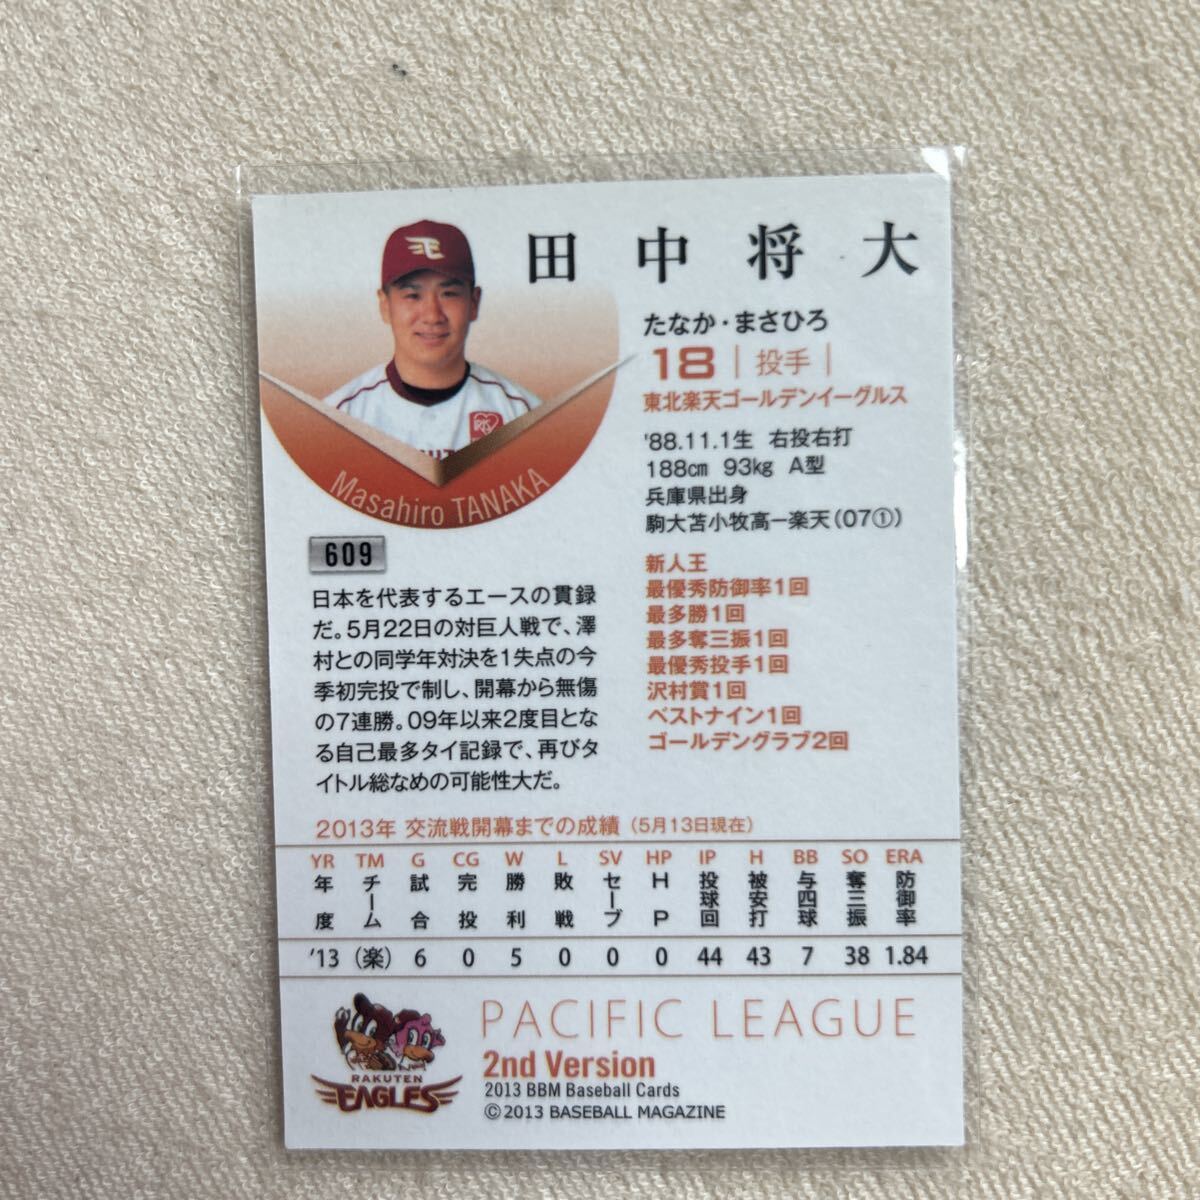 田中将大
たなか・まさひろ
18 | 投手 |
東北楽天ゴールデンイーグルス
'88.11.1生 右投右打
188cm 93kg A型
兵庫県出身
駒大苫小牧高ー楽天(07①)
Masahiro TANAKA
609
日本を代表するエースの貫録
だ。5月22日の対巨人戦で、澤
村との同学年対決を1失点の今
季初完投で制し、開幕から無傷
の7連勝。09年以来2度目とな
る自己最多タイ記録で、再びタ
イトル総なめの可能性大だ。
新人王
最優秀防御率1回
最多勝1回
最多奪三振1回
最優秀投手1回
沢村賞1回
ベストナイン1回
ゴールデングラブ2回
2013年 交流戦開幕までの成績 (5月13日現在)
YR TM G CG W L SV HP IP H BB SO ERA
年度 チーム 試合 完投 勝利 敗戦 セーブ HP 投球回 被安打 与四球 奪三振 防御率
'13 (楽) 6 0 5 0 0 0 44 43 7 38 1.84
RAKUTEN
EAGLES
PACIFIC LEAGUE
2nd Version
2013 BBM Baseball Cards
©2013 BASEBALL MAGAZINE